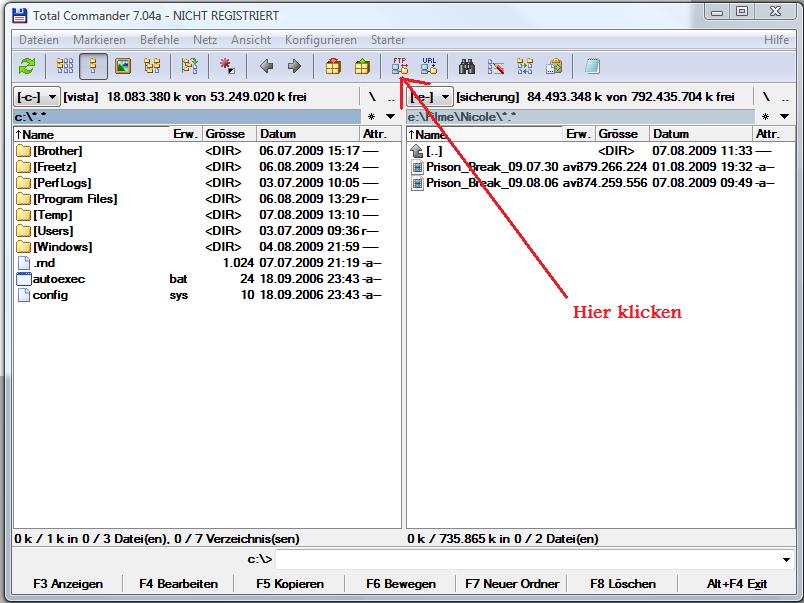 Total Commander 7.04a - NICHT REGISTRIERT
Dateien Markieren Befehle Netz Ansicht Konfigurieren Starter Hilfe
FTP URL
[-c-] [vista] 18.083.380 k von 53.249.020 k frei \ .. [-e-] [sicherung] 84.493.348 k von 792.435.704 k frei \ ..
c:\*.* * e:\Filme\Nicole\*.* *
↑Name Erw. Grösse Datum Attr. ↑Name Erw. Grösse Datum Attr.
[Brother] <DIR> 06.07.2009 15:17 ---- [..] <DIR> 07.08.2009 11:33 ----
[Freetz] <DIR> 06.08.2009 13:24 ---- Prison_Break_09.07.30 avi 379.266.224 01.08.2009 19:32 -a--
[PerfLogs] <DIR> 03.07.2009 10:05 ---- Prison_Break_09.08.06 avi 374.259.556 07.08.2009 09:49 -a--
[Program Files] <DIR> 06.08.2009 13:29 r---
[Temp] <DIR> 07.08.2009 13:10 ----
[Users] <DIR> 03.07.2009 09:36 r---
[Windows] <DIR> 04.08.2009 21:59 ----
.rnd 1.024 07.07.2009 21:19 -a--
autoexec bat 24 18.09.2006 23:43 -a--
config sys 10 18.09.2006 23:43 -a--
Hier klicken
0 k / 1 k in 0 / 3 Datei(en), 0 / 7 Verzeichnis(sen) 0 k / 735.865 k in 0 / 2 Datei(en)
c:\>
F3 Anzeigen F4 Bearbeiten F5 Kopieren F6 Bewegen F7 Neuer Ordner F8 Löschen Alt+F4 Exit